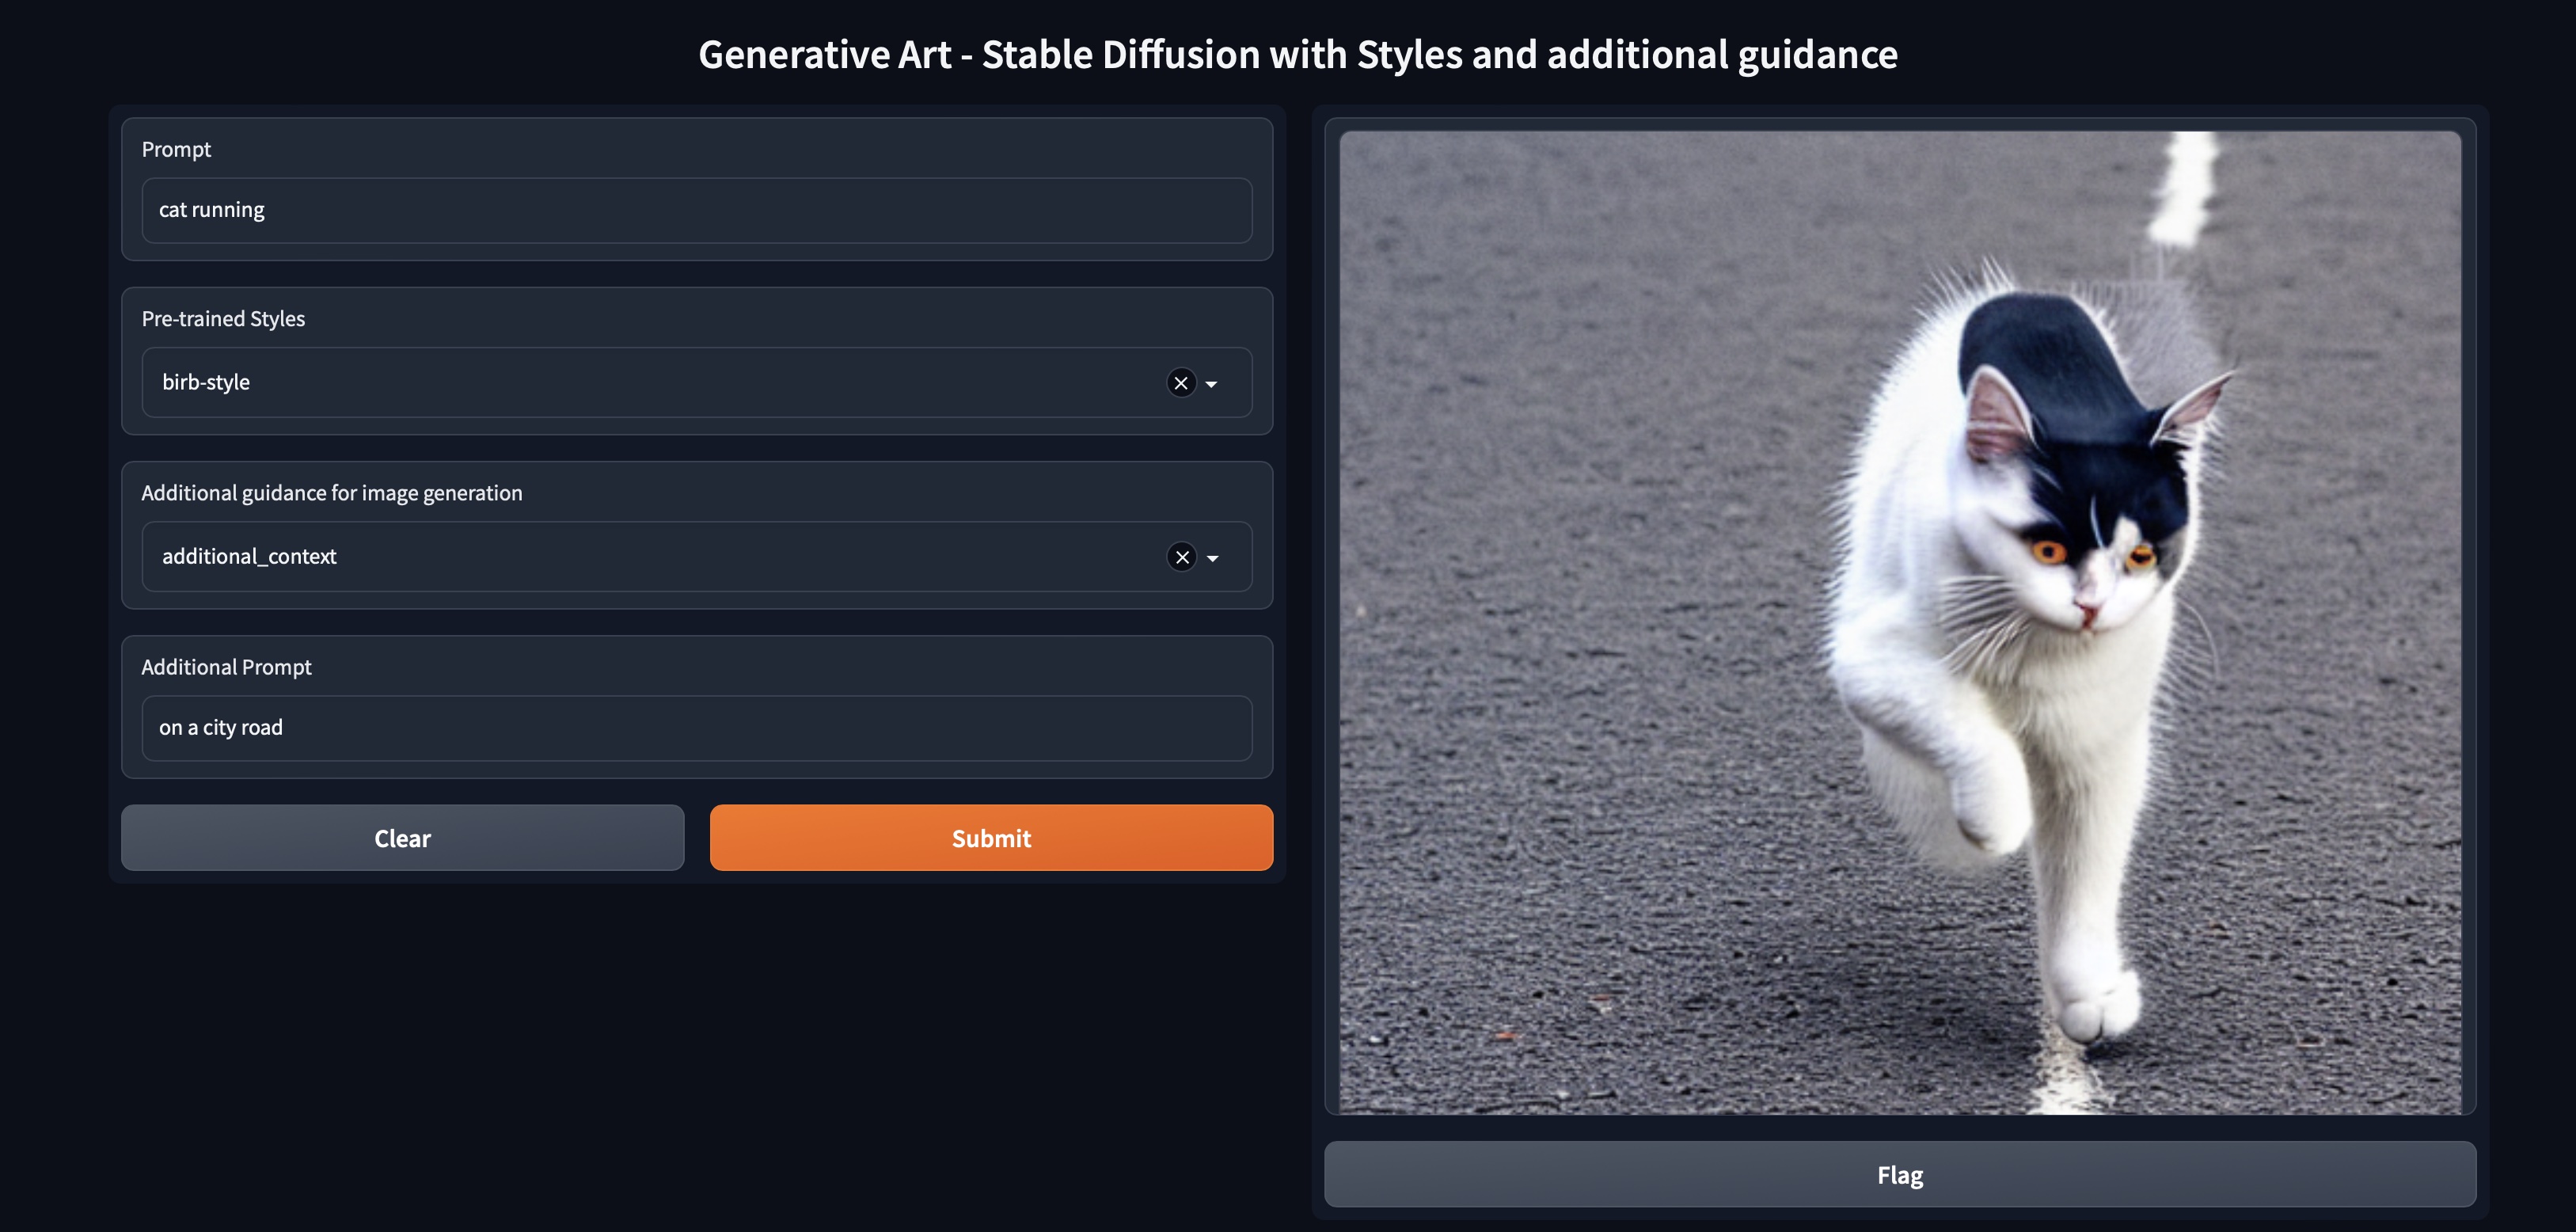 Generative Art - Stable Diffusion with Styles and additional guidance
Prompt
cat running
Pre-trained Styles
birb-style
Additional guidance for image generation
additional_context
Additional Prompt
on a city road
Clear
Submit
Flag